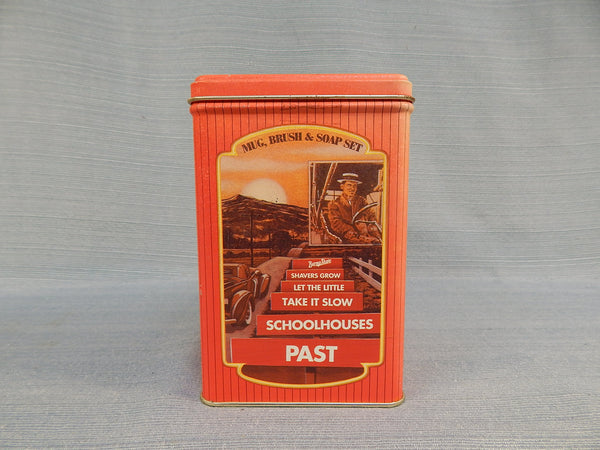 MUG, BRUSH & SOAP SET
Burma-Shave
SHAVERS GROW
LET THE LITTLE
TAKE IT SLOW
SCHOOLHOUSES
PAST